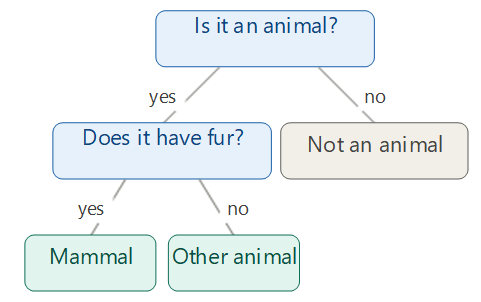 Is it an animal?
yes
no
Does it have fur?
Not an animal
yes
no
Mammal
Other animal